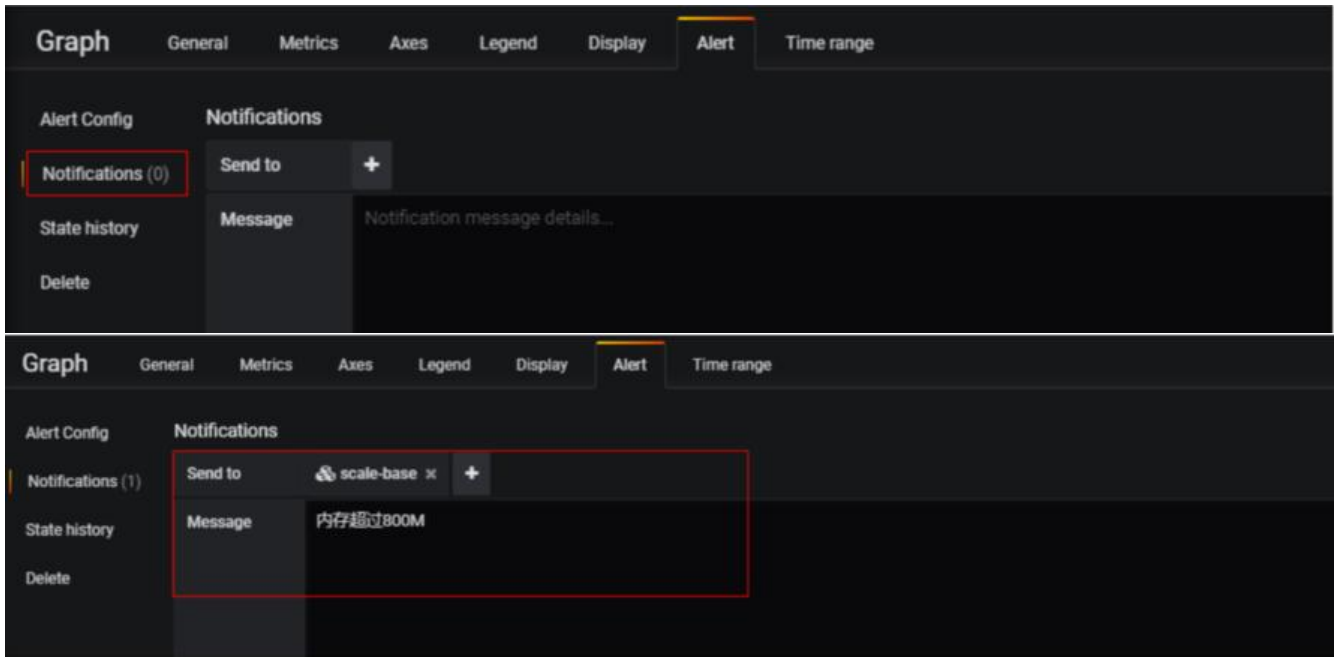 Graph General Metrics Axes Legend Display Alert Time range
Alert Config
Notifications
Notifications (0)
Send to +
State history
Message
Notification message details...
Delete
Graph General Metrics Axes Legend Display Alert Time range
Alert Config
Notifications
Notifications (1)
Send to scale-base × +
State history
Message
内存超过800M
Delete